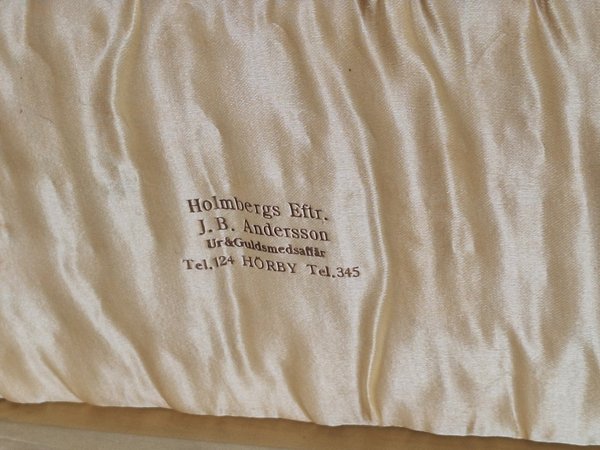 Holmbergs Eftr.
J. B. Andersson
Ur & Guldsmedsaffär
Tel. 124 HÖRBY Tel. 345